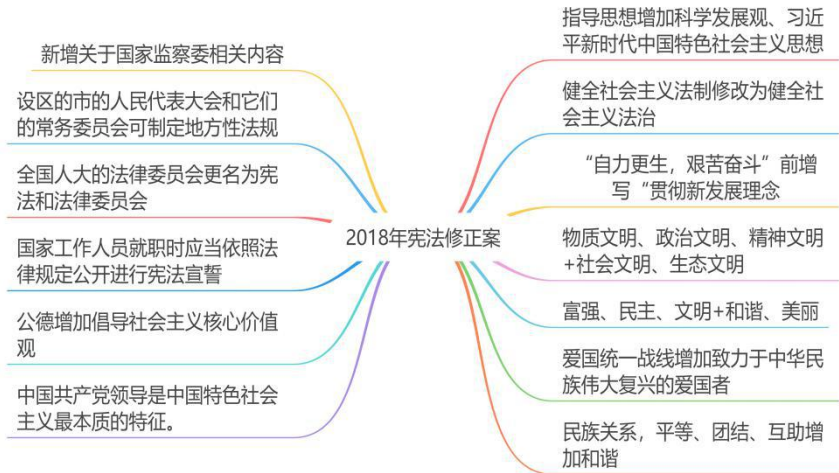 新增关于国家监察委相关内容
设区的市的人民代表大会和它们
的常务委员会可制定地方性法规
全国人大的法律委员会更名为宪
法和法律委员会
国家工作人员就职时应当依照法
律规定公开进行宪法宣誓
公德增加倡导社会主义核心价值
观
中国共产党领导是中国特色社会
主义最本质的特征。
2018年宪法修正案
指导思想增加科学发展观、习近
平新时代中国特色社会主义思想
健全社会主义法制修改为健全社
会主义法治
“自力更生，艰苦奋斗”前增
写“贯彻新发展理念
物质文明、政治文明、精神文明
+社会文明、生态文明
富强、民主、文明+和谐、美丽
爱国统一战线增加致力于中华民
族伟大复兴的爱国者
民族关系，平等、团结、互助增
加和谐